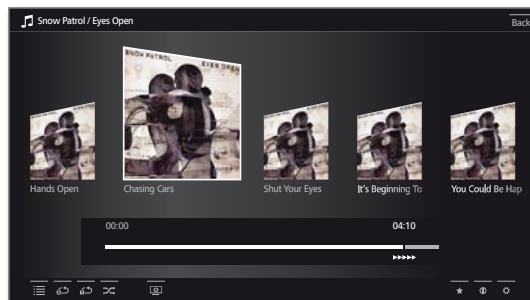 Snow Patrol / Eyes Open
Back
SNOW PATROL EYES OPEN
Hands Open
Chasing Cars
Shut Your Eyes
It's Beginning To
You Could Be Hap
00:00
04:10